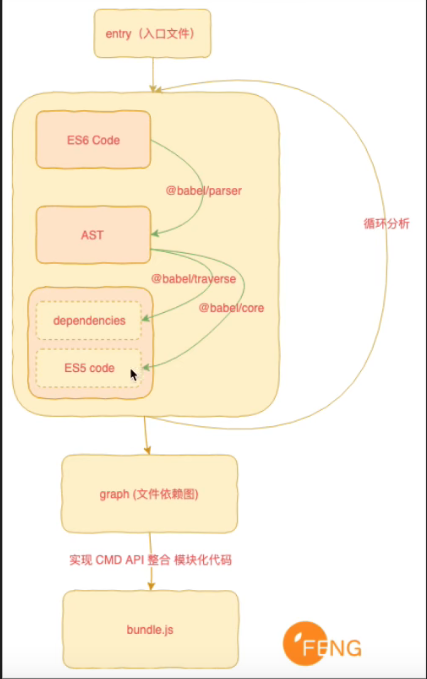 entry（入口文件）
ES6 Code
@babel/parser
循环分析
AST
@babel/traverse
@babel/core
dependencies
ES5 code
graph (文件依赖图)
实现 CMD API 整合 模块化代码
bundle.js
FENG